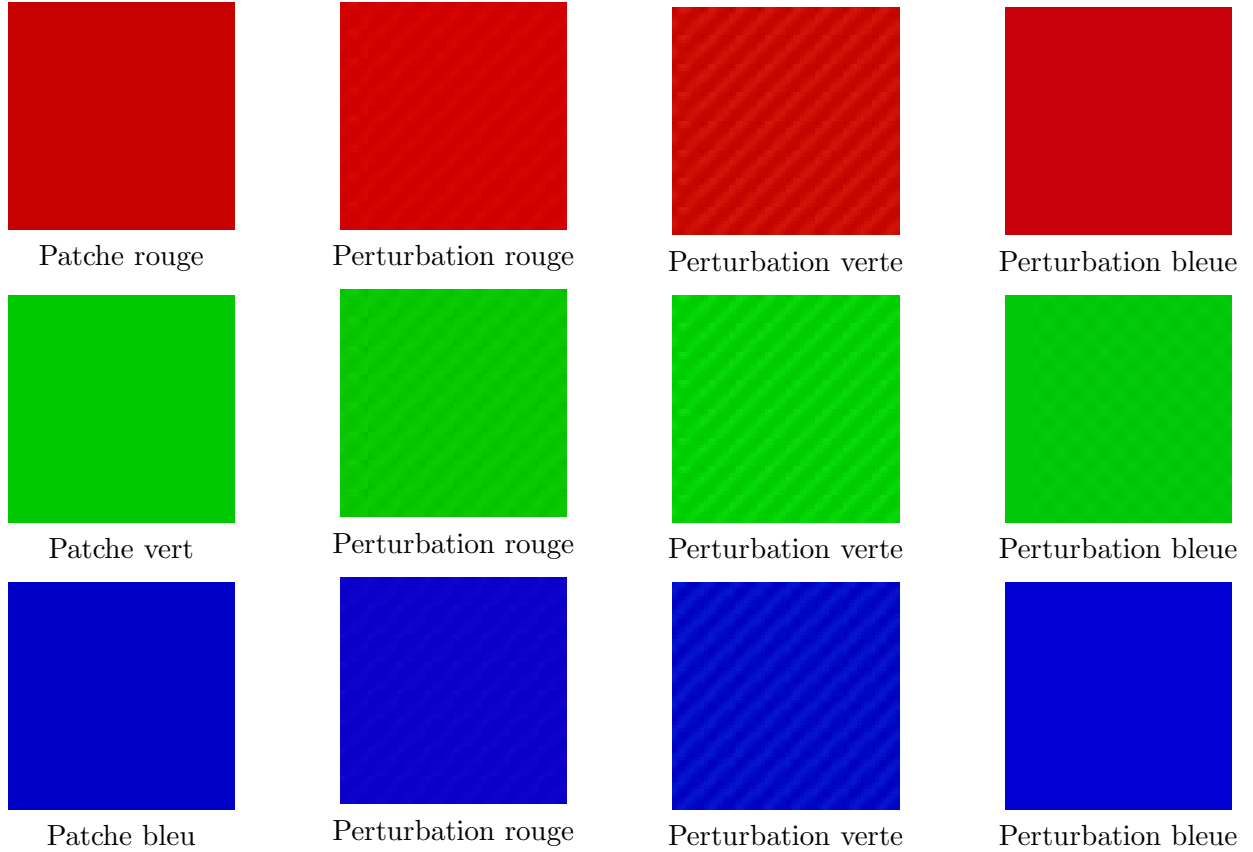 Patche rouge
Perturbation rouge
Perturbation verte
Perturbation bleue
Patche vert
Perturbation rouge
Perturbation verte
Perturbation bleue
Patche bleu
Perturbation rouge
Perturbation verte
Perturbation bleue